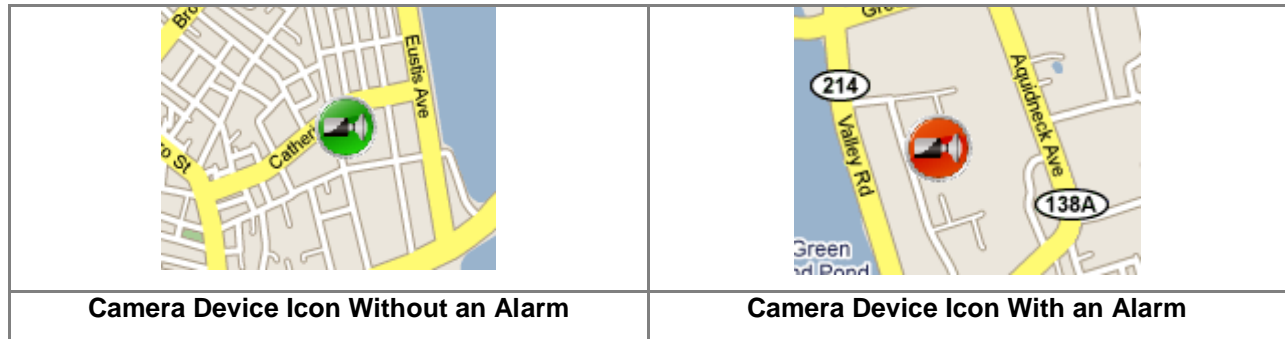 Eustis Ave
214
Valley Rd
Aquidneck Ave
138A
Green
Camera Device Icon Without an Alarm
Camera Device Icon With an Alarm